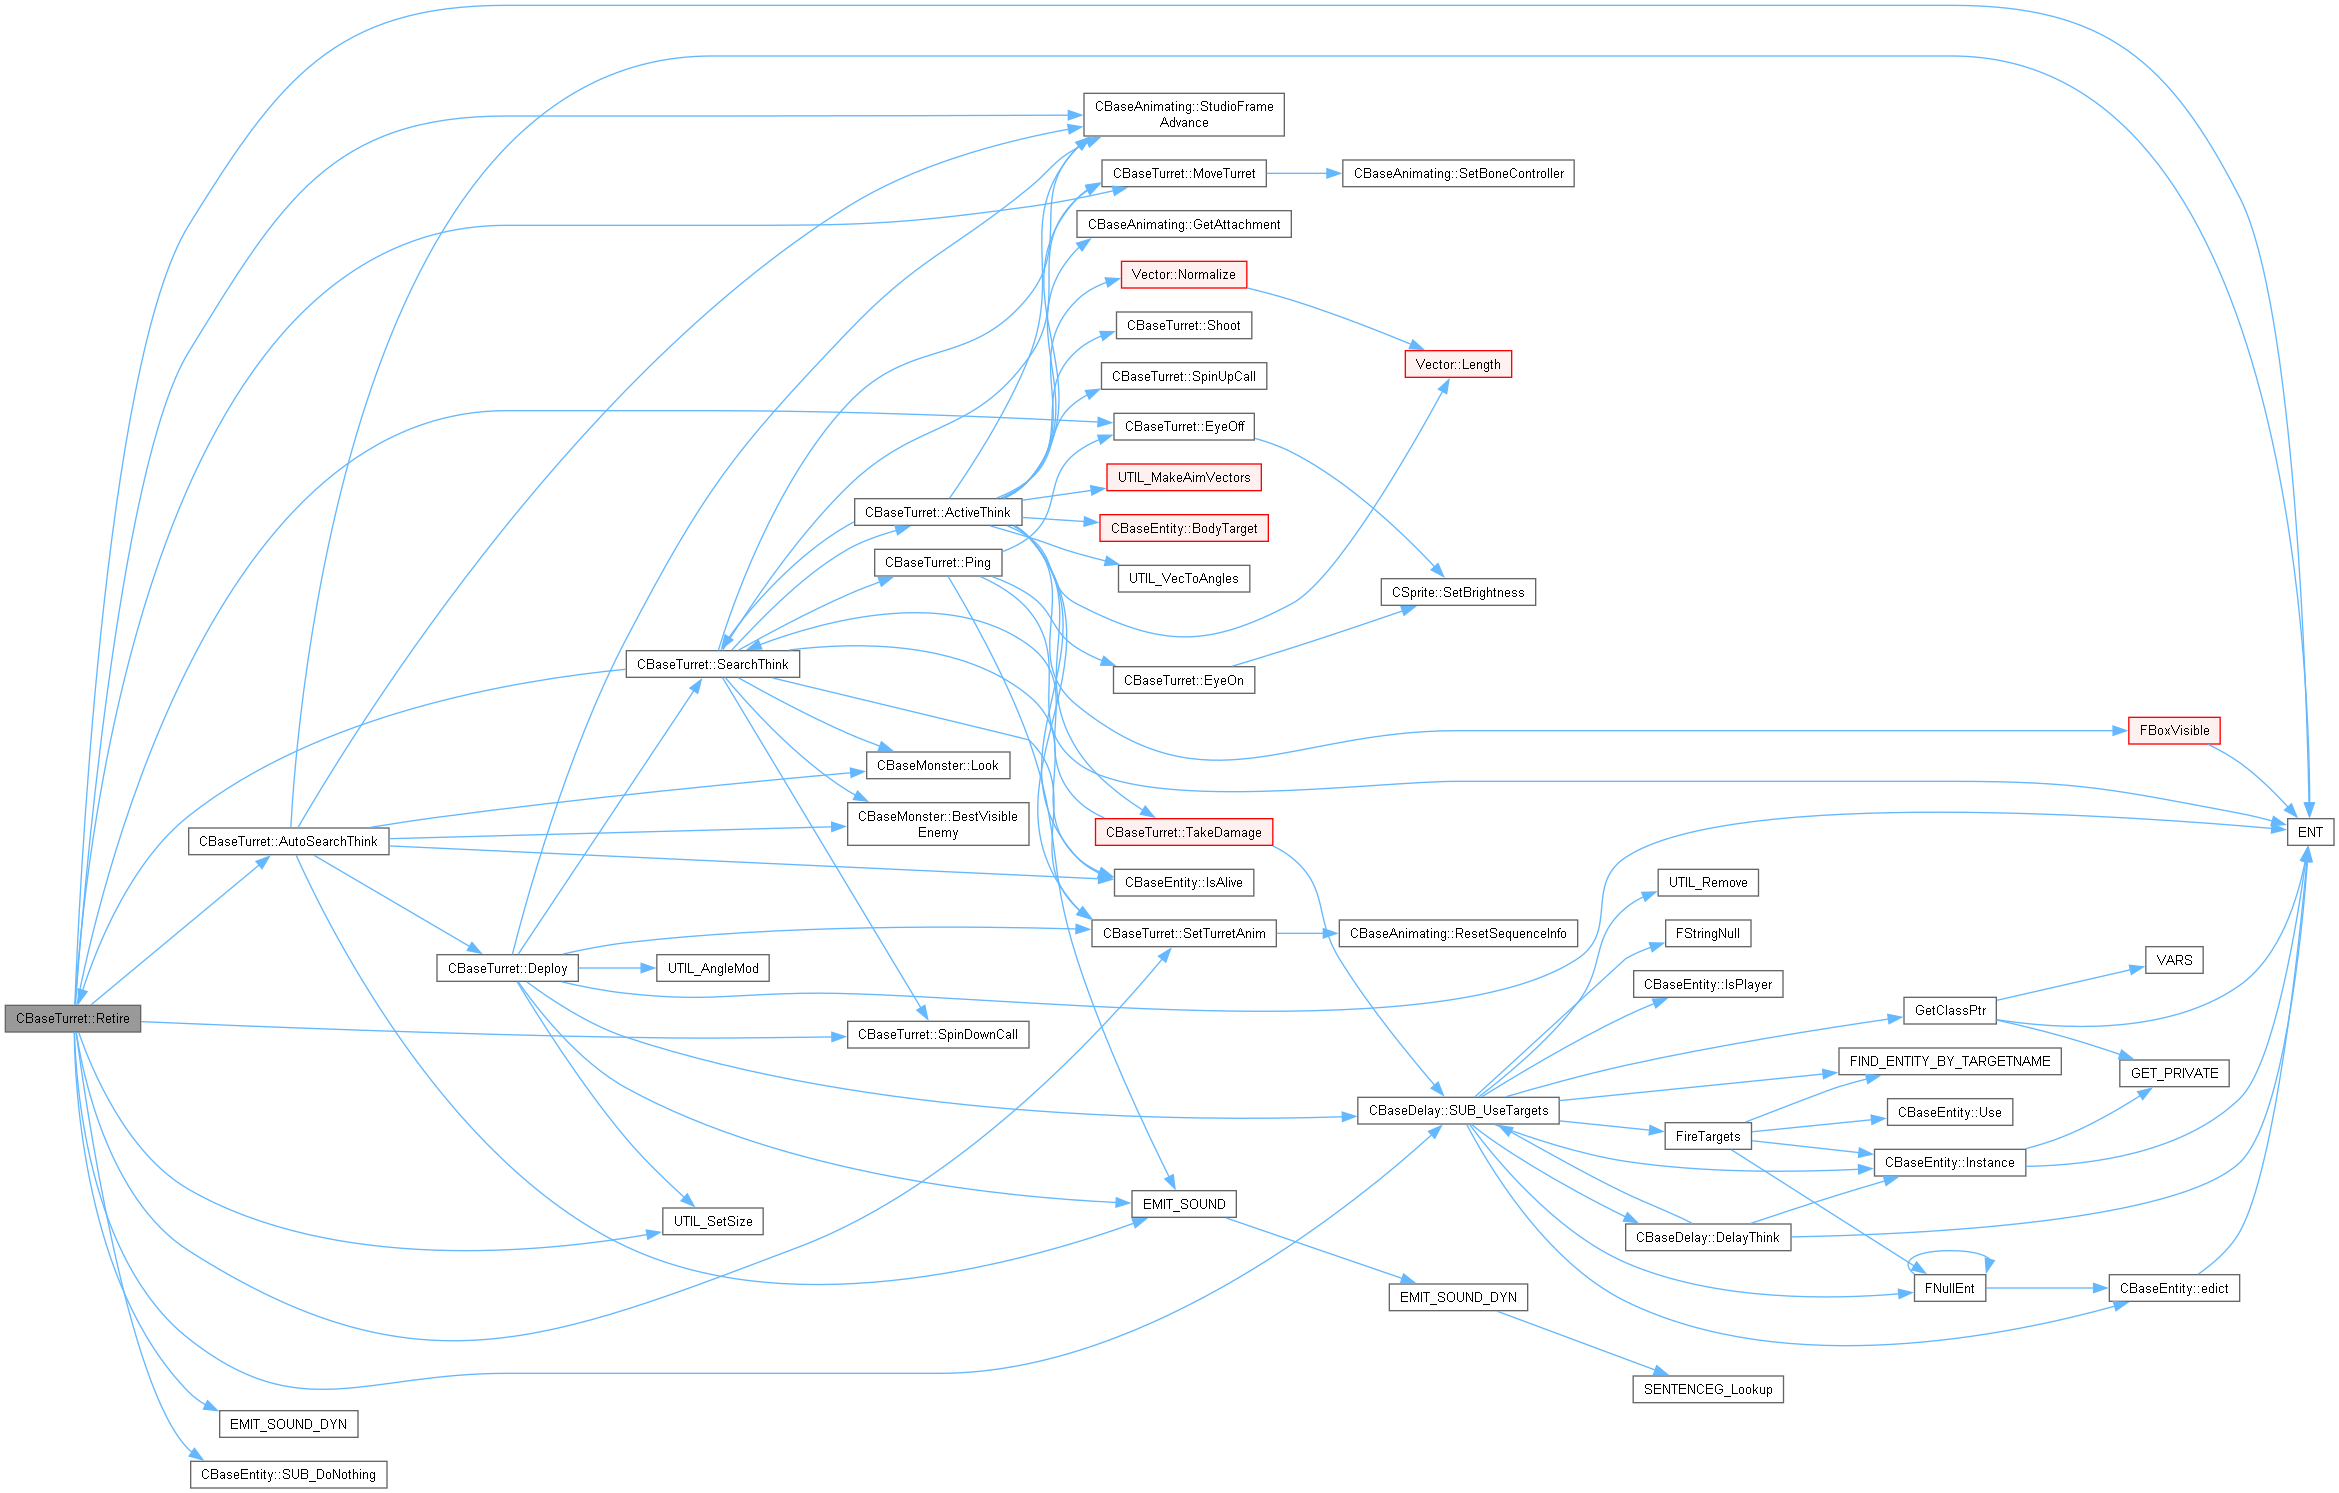 CBaseAnimating::StudioFrame
Advance
CBaseTurret::MoveTurret
CBaseAnimating::SetBoneController
CBaseAnimating::GetAttachment
Vector::Normalize
CBaseTurret::Shoot
Vector::Length
CBaseTurret::SpinUpCall
CBaseTurret::EyeOff
UTIL_MakeAimVectors
CBaseTurret::ActiveThink
CBaseEntity::BodyTarget
CBaseTurret::Ping
UTIL_VecToAngles
CSprite::SetBrightness
CBaseTurret::SearchThink
CBaseTurret::EyeOn
FBoxVisible
CBaseMonster::Look
CBaseMonster::BestVisible
Enemy
CBaseTurret::AutoSearchThink
CBaseTurret::TakeDamage
ENT
CBaseEntity::IsAlive
UTIL_Remove
CBaseTurret::SetTurretAnim
CBaseAnimating::ResetSequenceInfo
FStringNull
CBaseTurret::Deploy
UTIL_AngleMod
VARS
CBaseEntity::IsPlayer
CBaseTurret::Retire
CBaseTurret::SpinDownCall
GetClassPtr
FIND_ENTITY_BY_TARGETNAME
GET_PRIVATE
CBaseDelay::SUB_UseTargets
CBaseEntity::Use
FireTargets
CBaseEntity::Instance
EMIT_SOUND
UTIL_SetSize
CBaseDelay::DelayThink
FNullEnt
CBaseEntity::edict
EMIT_SOUND_DYN
SENTENCEG_Lookup
EMIT_SOUND_DYN
CBaseEntity::SUB_DoNothing